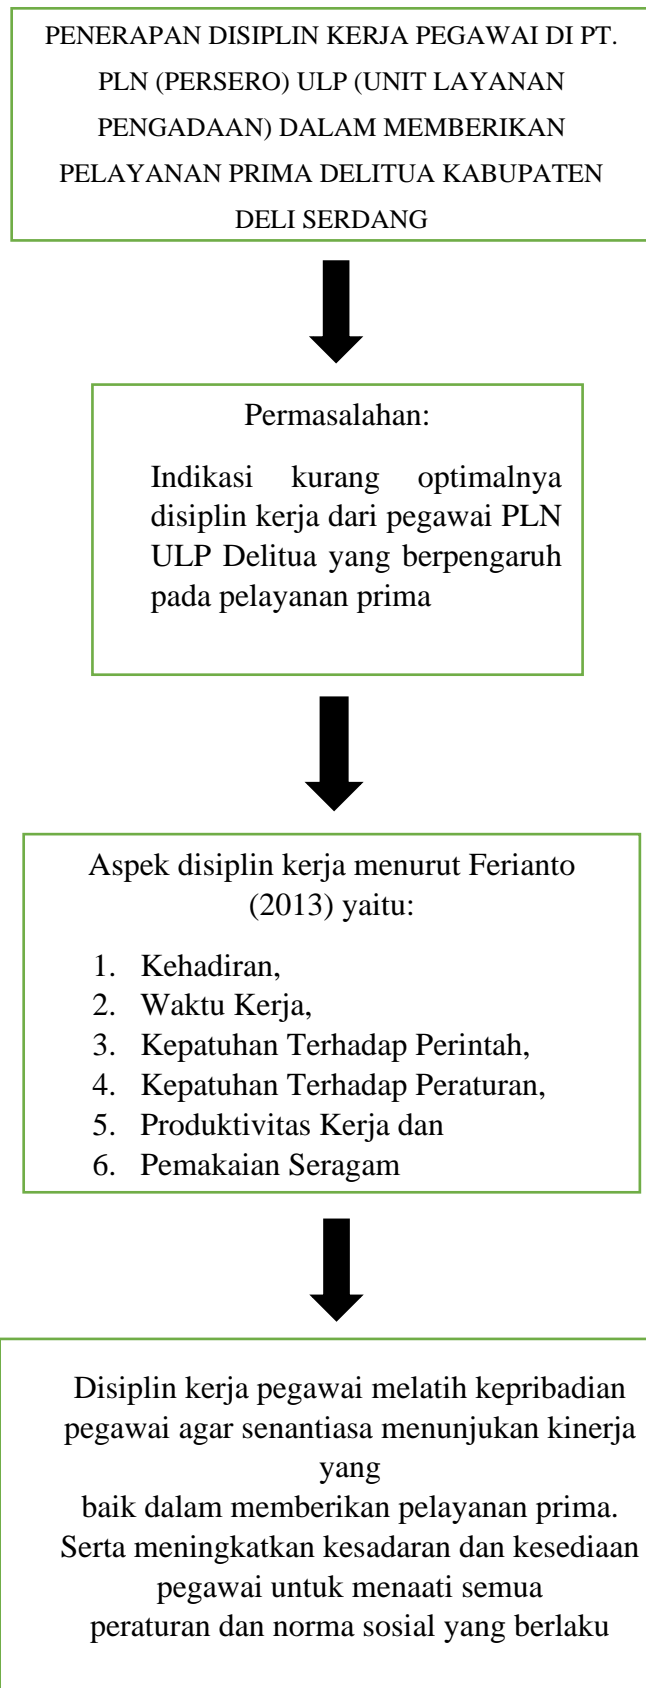 PENERAPAN DISIPLIN KERJA PEGAWAI DI PT.
PLN (PERSERO) ULP (UNIT LAYANAN
PENGADAAN) DALAM MEMBERIKAN
PELAYANAN PRIMA DELITUA KABUPATEN
DELI SERDANG
Permasalahan:
Indikasi kurang optimalnya
disiplin kerja dari pegawai PLN
ULP Delitua yang berpengaruh
pada pelayanan prima
Aspek disiplin kerja menurut Ferianto
(2013) yaitu:
1. Kehadiran,
2. Waktu Kerja,
3. Kepatuhan Terhadap Perintah,
4. Kepatuhan Terhadap Peraturan,
5. Produktivitas Kerja dan
6. Pemakaian Seragam
Disiplin kerja pegawai melatih kepribadian
pegawai agar senantiasa menunjukan kinerja
yang
baik dalam memberikan pelayanan prima.
Serta meningkatkan kesadaran dan kesediaan
pegawai untuk menaati semua
peraturan dan norma sosial yang berlaku